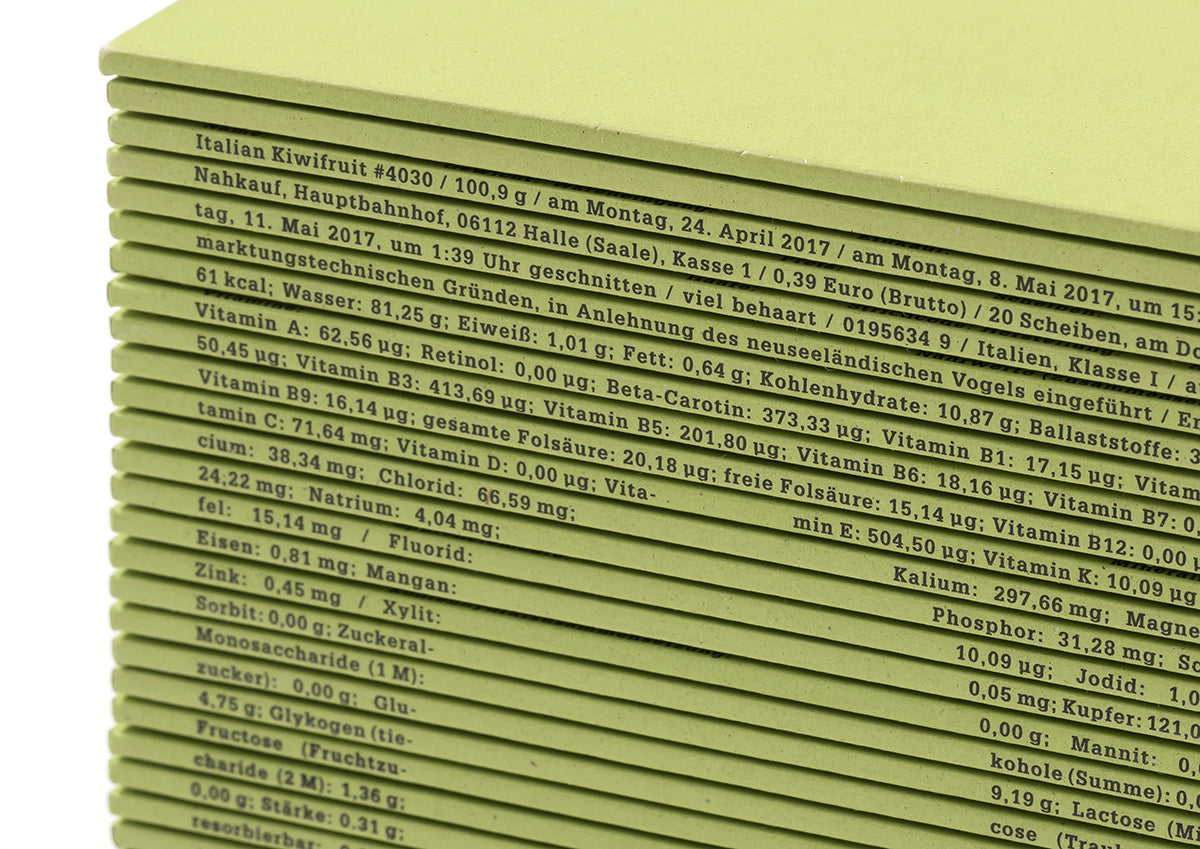 Italian Kiwifruit #4030 / 100,9 g / am Montag, 24. April 2017 / am Montag, 8. Mai 2017, um 15:
Nahkauf, Hauptbahnhof, 06112 Halle (Saale), Kasse 1 / 0,39 Euro (Brutto) / 20 Scheiben, am Do
tag, 11. Mai 2017, um 1:39 Uhr geschnitten / viel behaart / 0195634 9 / Italien, Klasse I / a
marktungstechnischen Gründen, in Anlehnung des neuseeländischen Vogels eingeführt / En
61 kcal; Wasser: 81,25 g; Eiweiß: 1,01 g; Fett: 0,64 g; Kohlenhydrate: 10,87 g; Ballaststoffe: 3
Vitamin A: 62,56 µg; Retinol: 0,00 µg; Beta-Carotin: 373,33 µg; Vitamin B1: 17,15 µg; Vitam
50,45 µg; Vitamin B3: 413,69 µg; Vitamin B5: 201,80 µg; Vitamin B6: 18,16 µg; Vitamin B7: 0,
Vitamin B9: 16,14 µg; gesamte Folsäure: 20,18 µg; freie Folsäure: 15,14 µg; Vitamin B12: 0,00 µ
tamin C: 71,64 mg; Vitamin D: 0,00 µg; Vita- min E: 504,50 µg; Vitamin K: 10,09 µg
cium: 38,34 mg; Chlorid: 66,59 mg; Kalium: 297,66 mg; Magne
24,22 mg; Natrium: 4,04 mg; Phosphor: 31,28 mg; Sc
fel: 15,14 mg / Fluorid: 10,09 µg; Jodid: 1,0
Eisen: 0,81 mg; Mangan: 0,05 mg; Kupfer: 121,0
Zink: 0,45 mg / Xylit: 0,00 g; Mannit: 0,
Sorbit: 0,00 g; Zuckeral- kohole (Summe): 0,0
Monosaccharide (1 M): 9,19 g; Lactose (Mi
zucker): 0,00 g; Glu- cose (Trau
4,75 g; Glykogen (tie-
Fructose (Fruchtzu-
charide (2 M): 1,36 g;
0,00 g; Stärke: 0,31 g;
resorbierbar: